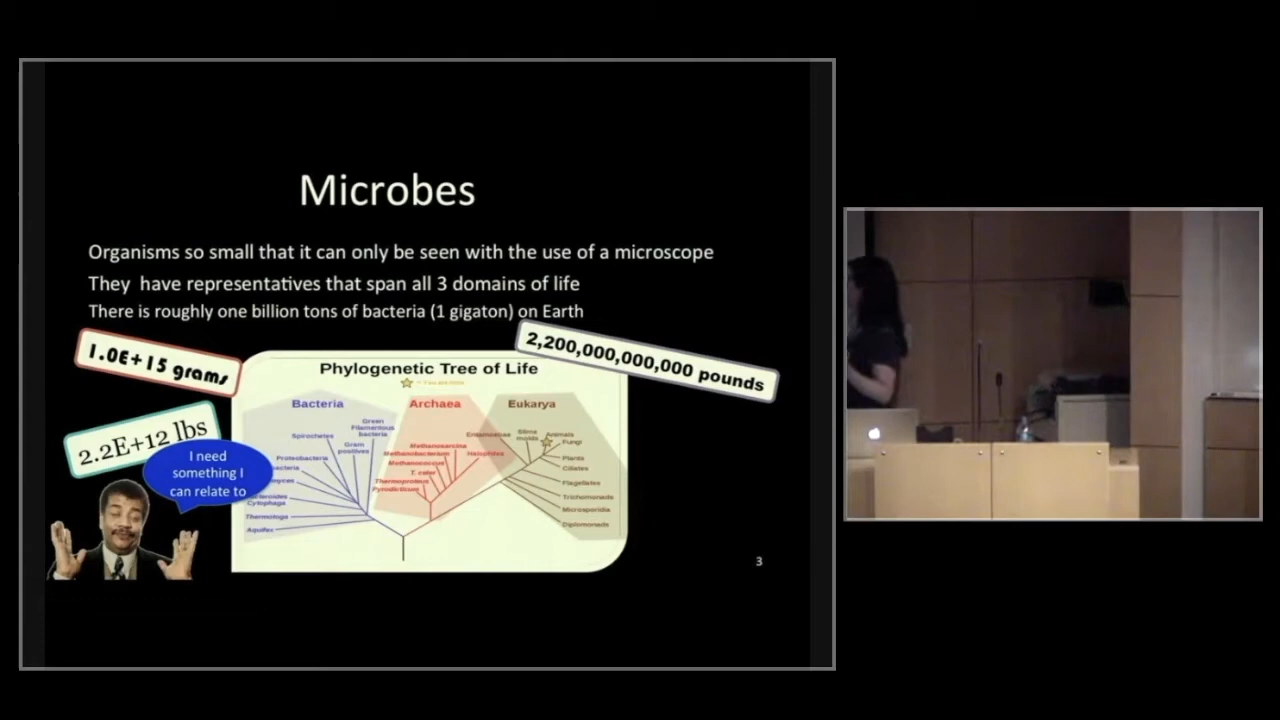 Microbes
Organisms so small that it can only be seen with the use of a microscope
They have representatives that span all 3 domains of life
There is roughly one billion tons of bacteria (1 gigaton) on Earth
1.0E+15 grams
2,200,000,000,000 pounds
2.2E+12 lbs
I need
something I
can relate to
Phylogenetic Tree of Life
Bacteria
Archaea
Eukarya
Green
Filamentous
bacteria
Spirochetes
Gram
positives
Proteobacteria
Cytophaga
Thermotoga
Aquifex
Methanosarcina
Methanobacterium
Methanococcus
Halophiles
T. celer
Thermoproteus
Pyrodicticum
Entamoebae
Slime
molds
Animals
Fungi
Plants
Ciliates
Flagellates
Trichomonads
Microsporidia
Diplomonads
3